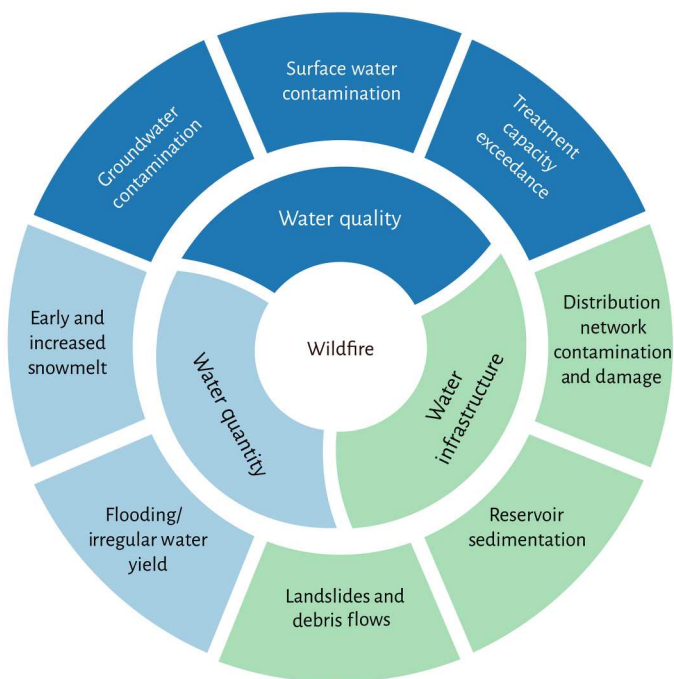 Surface water
contamination
Treatment
capacity
exceedance
Groundwater
contamination
Water quality
Distribution
network
contamination
and damage
Early and
increased
snowmelt
Wildfire
Water quantity
Water
infrastructure
Flooding/
irregular water
yield
Reservoir
sedimentation
Landslides and
debris flows